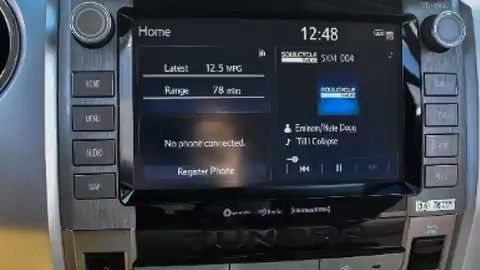 Home
12:48
SOULCYCLE
SXM 004
Latest 12.5 MPG
SOULCYCLE
Range 78 miles
Eminem/Nate Dogg
No phone connected.
Till I Collapse
Register Phone
HOME
MENU
AUDIO
MAP
TUNDRA